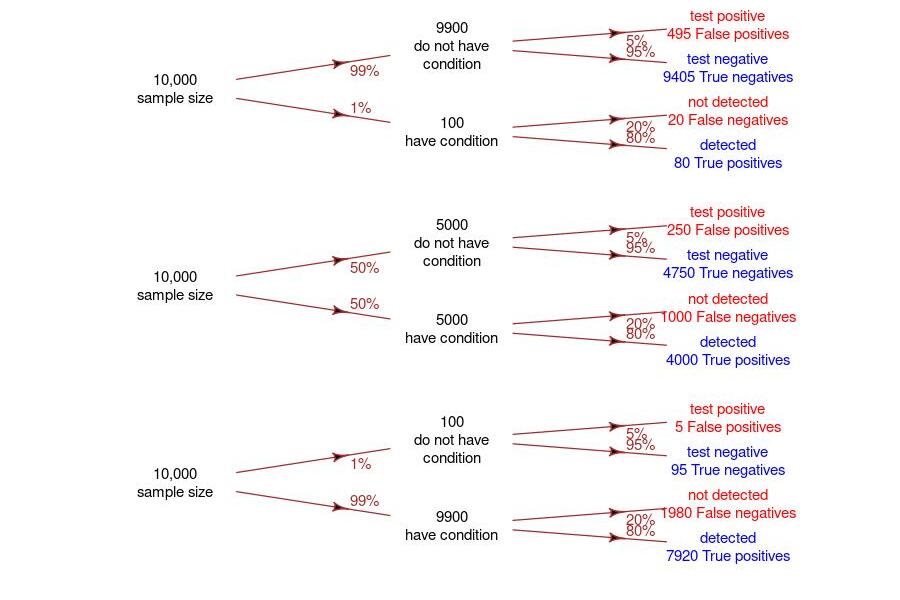 10,000
sample size
99%
1%
9900
do not have
condition
100
have condition
5%
95%
20%
80%
test positive
495 False positives
test negative
9405 True negatives
not detected
20 False negatives
detected
80 True positives
10,000
sample size
50%
50%
5000
do not have
condition
5000
have condition
5%
95%
20%
80%
test positive
250 False positives
test negative
4750 True negatives
not detected
1000 False negatives
detected
4000 True positives
10,000
sample size
1%
99%
100
do not have
condition
9900
have condition
5%
95%
20%
80%
test positive
5 False positives
test negative
95 True negatives
not detected
1980 False negatives
detected
7920 True positives